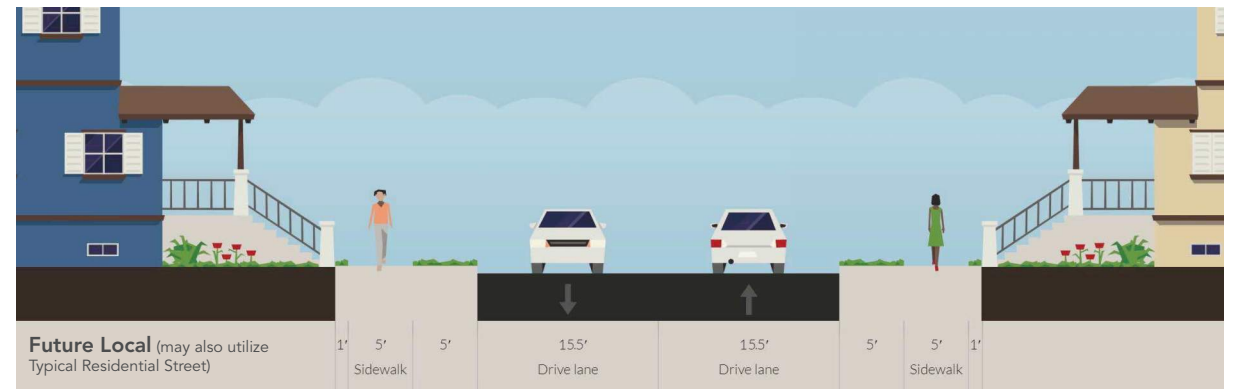 Future Local (may also utilize
Typical Residential Street)
1′ 5′ 5′ 15.5′ 15.5′ 5′ 5′ 1′
Sidewalk Drive lane Drive lane Sidewalk